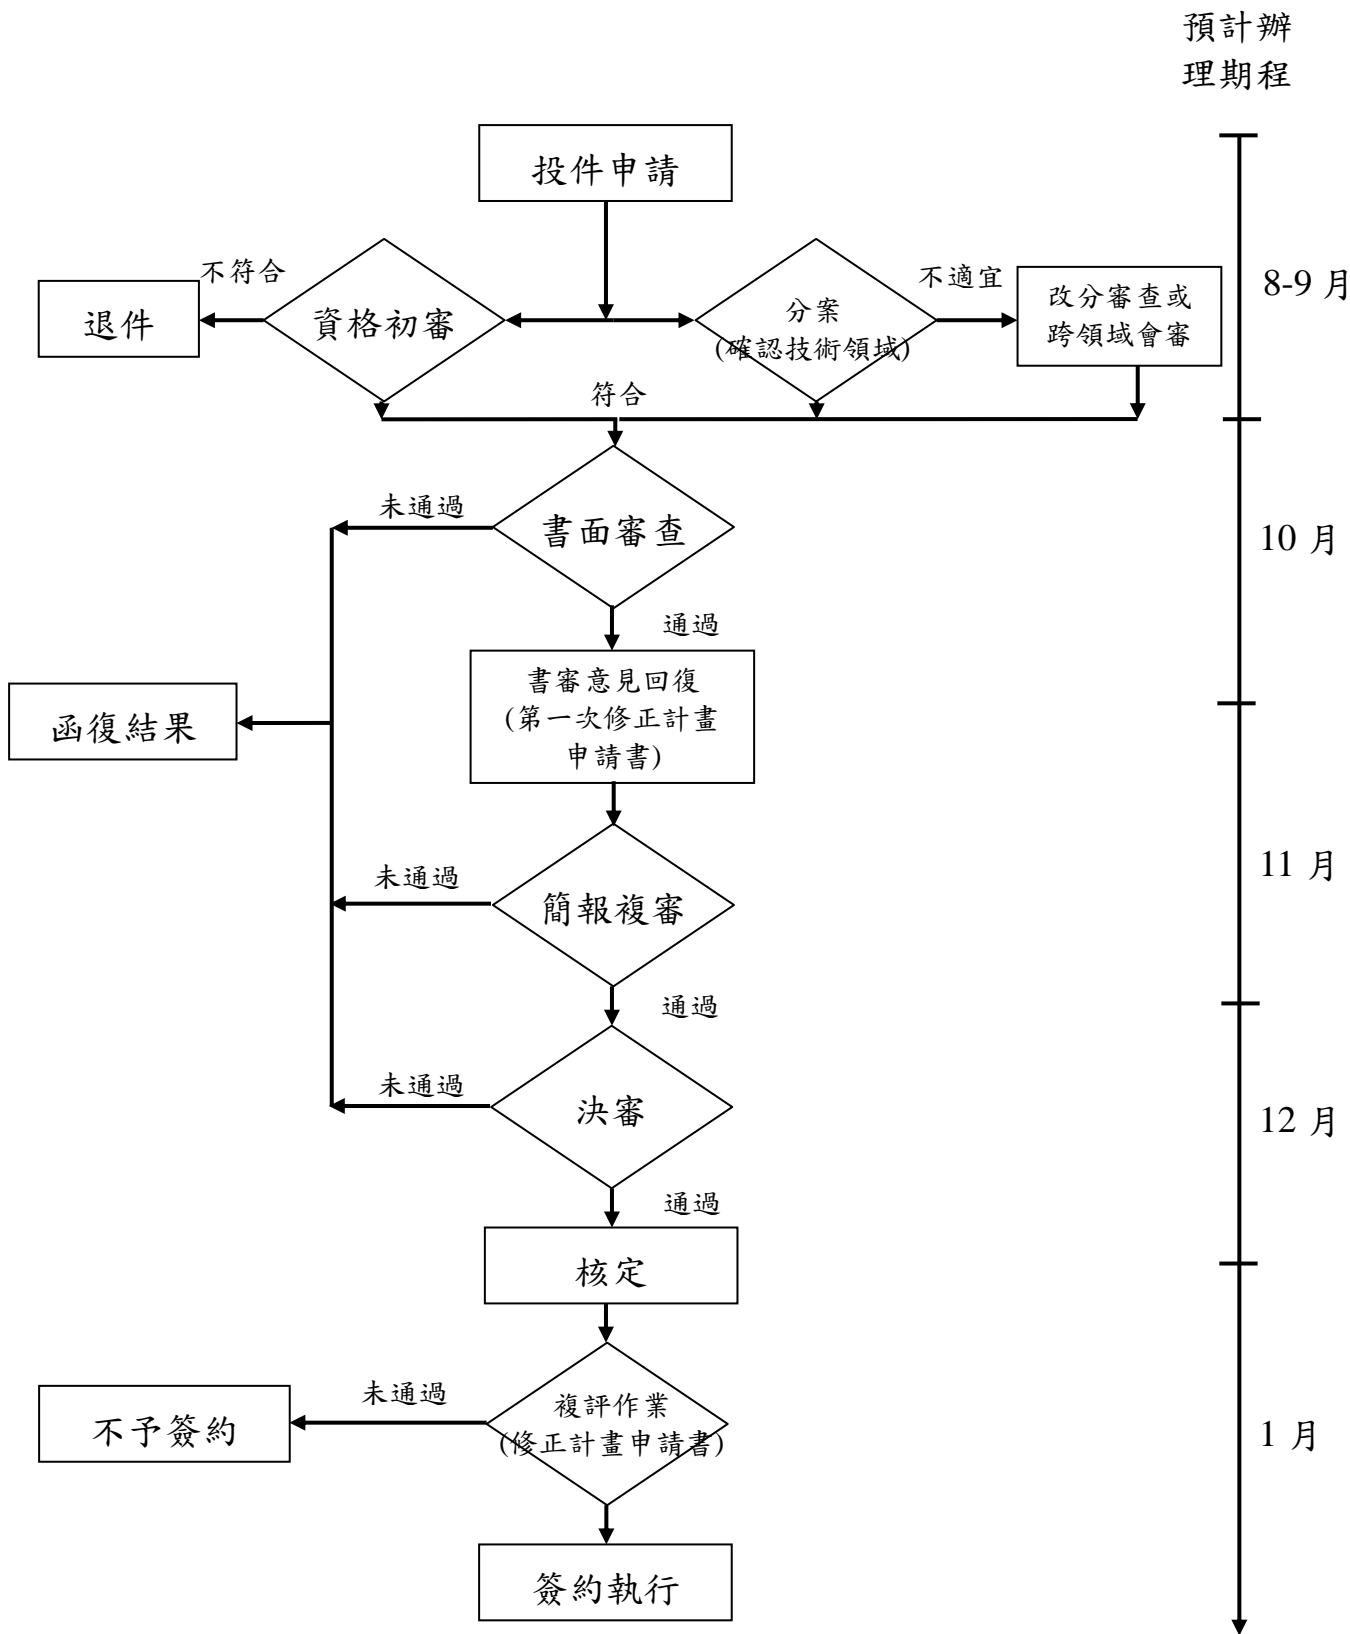 預計辦
理期程
投件申請
不符合
不適宜
退件
資格初審
分案
(確認技術領域)
改分審查或
跨領域會審
8-9 月
符合
未通過
書面審查
10 月
通過
函復結果
書審意見回復
(第一次修正計畫
申請書)
未通過
簡報複審
11 月
通過
未通過
決審
12 月
通過
核定
未通過
不予簽約
複評作業
(修正計畫申請書)
1 月
簽約執行